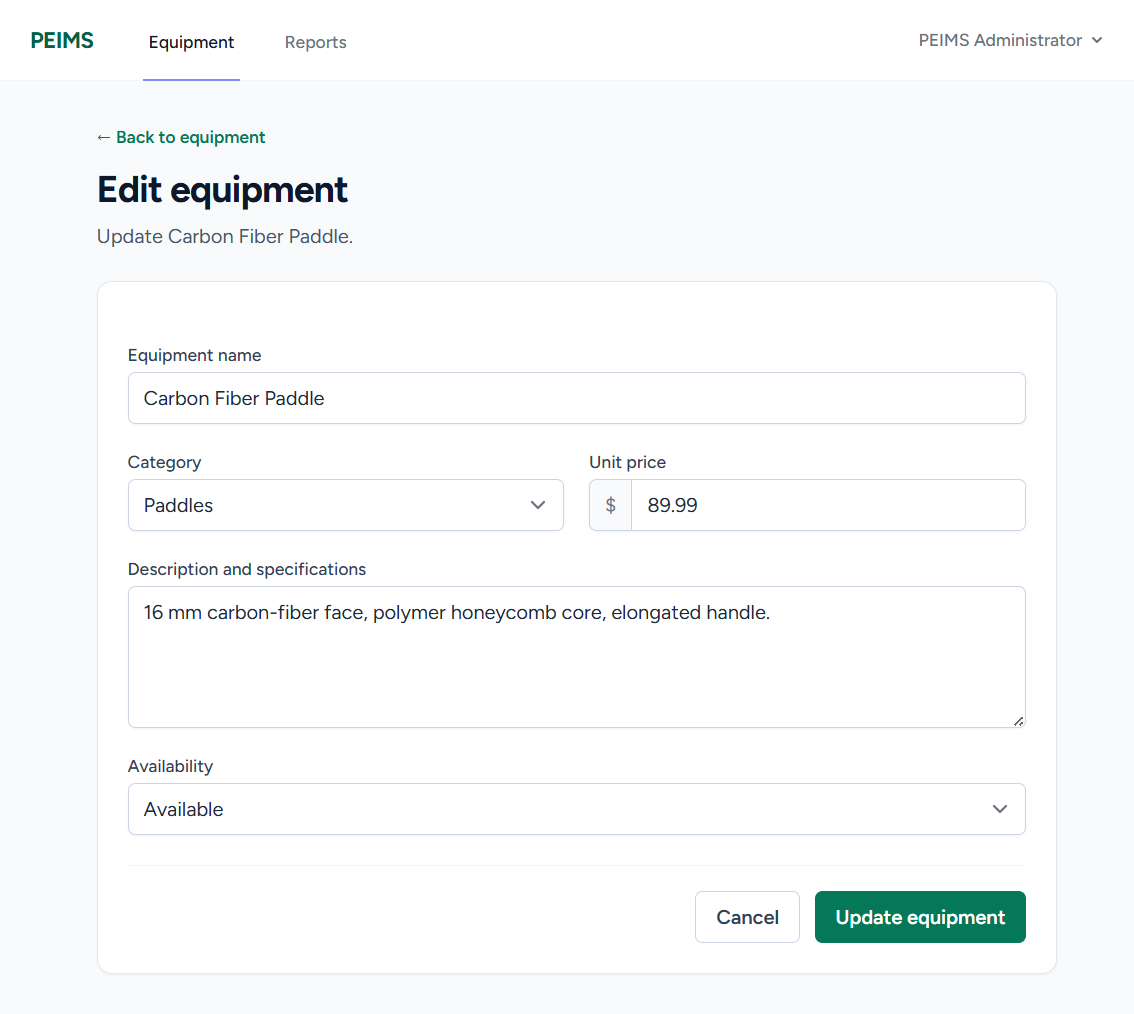 PEIMS Equipment Reports PEIMS Administrator
← Back to equipment
Edit equipment
Update Carbon Fiber Paddle.
Equipment name
Carbon Fiber Paddle
Category Unit price
Paddles $ 89.99
Description and specifications
16 mm carbon-fiber face, polymer honeycomb core, elongated handle.
Availability
Available
Cancel Update equipment